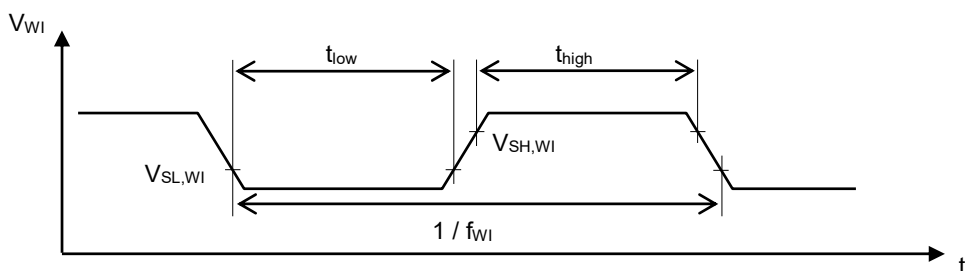 VWI
tlow
thigh
VSH,WI
VSL,WI
1 / fWI
t